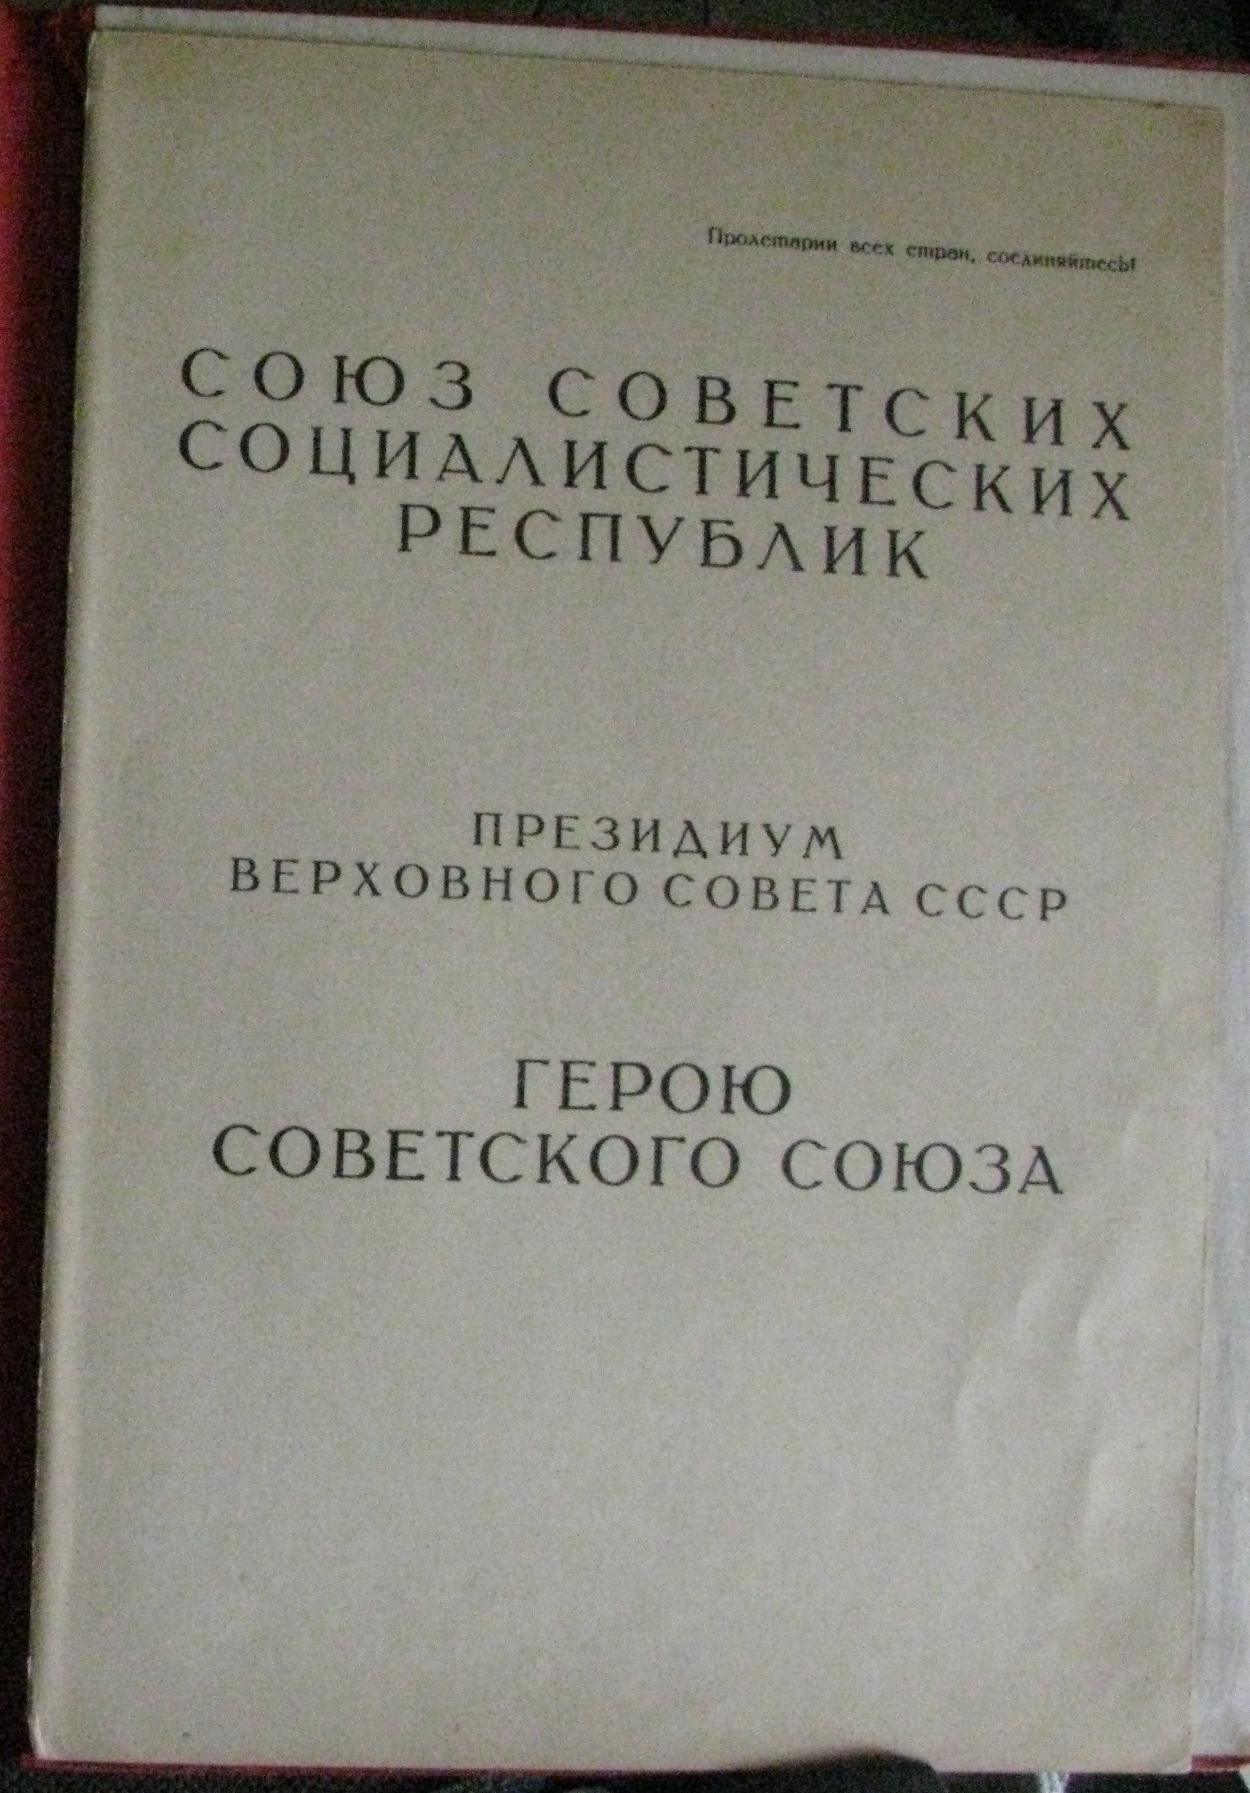 Пролетарии всех стран, соединяйтесь!
СОЮЗ СОВЕТСКИХ
СОЦИАЛИСТИЧЕСКИХ
РЕСПУБЛИК
ПРЕЗИДИУМ
ВЕРХОВНОГО СОВЕТА СССР
ГЕРОЮ
СОВЕТСКОГО СОЮЗА